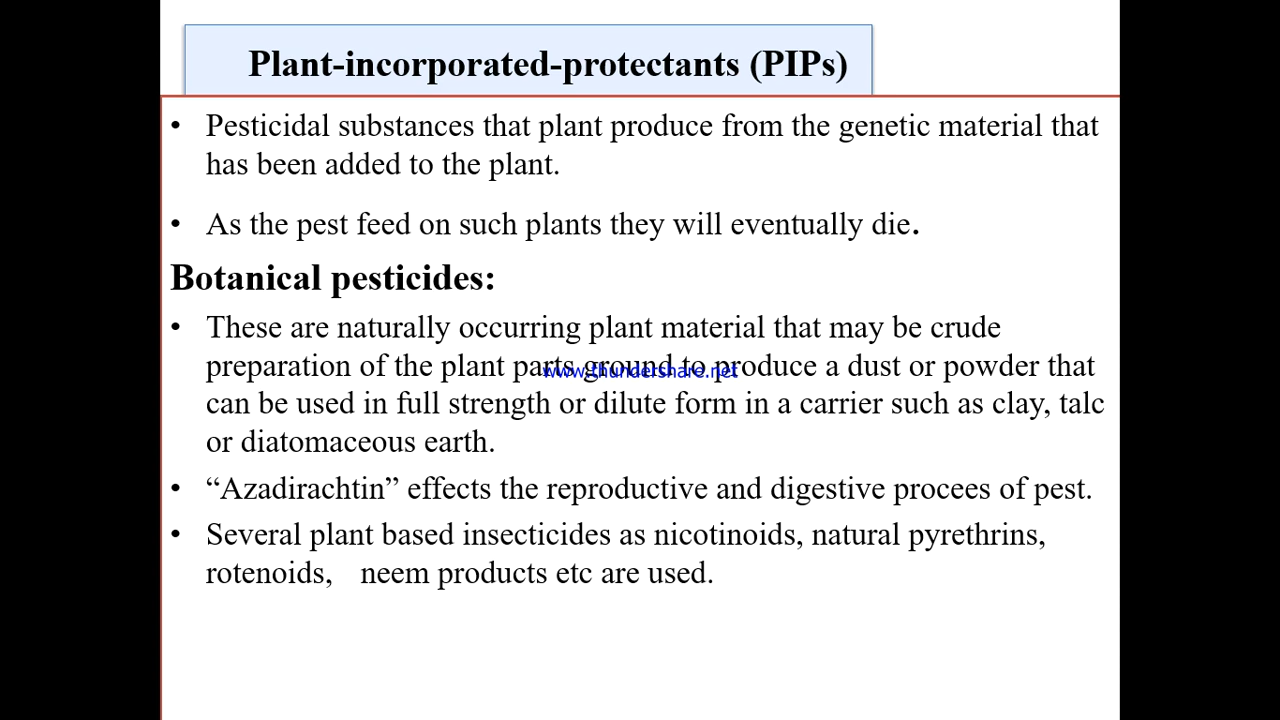 Plant-incorporated-protectants (PIPs)
• Pesticidal substances that plant produce from the genetic material that
has been added to the plant.
• As the pest feed on such plants they will eventually die.
Botanical pesticides:
• These are naturally occurring plant material that may be crude
preparation of the plant parts ground to produce a dust or powder that
www.thundershare.net
can be used in full strength or dilute form in a carrier such as clay, talc
or diatomaceous earth.
• “Azadirachtin” effects the reproductive and digestive procees of pest.
• Several plant based insecticides as nicotinoids, natural pyrethrins,
rotenoids, neem products etc are used.